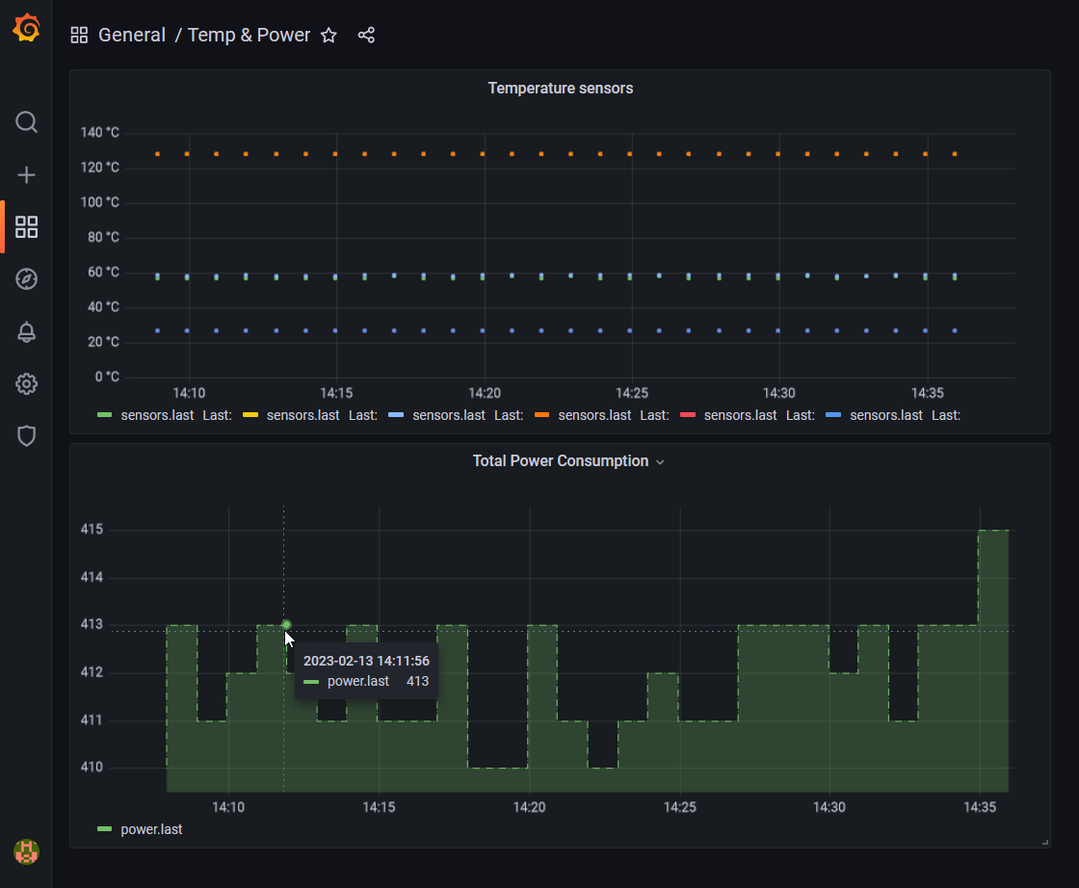 General / Temp & Power
Temperature sensors
140 °C
120 °C
100 °C
80 °C
60 °C
40 °C
20 °C
0 °C
14:10 14:15 14:20 14:25 14:30 14:35
sensors.last Last: sensors.last Last: sensors.last Last: sensors.last Last: sensors.last Last: sensors.last Last:
Total Power Consumption
415
414
413
412
411
410
2023-02-13 14:11:56
power.last 413
14:10 14:15 14:20 14:25 14:30 14:35
power.last